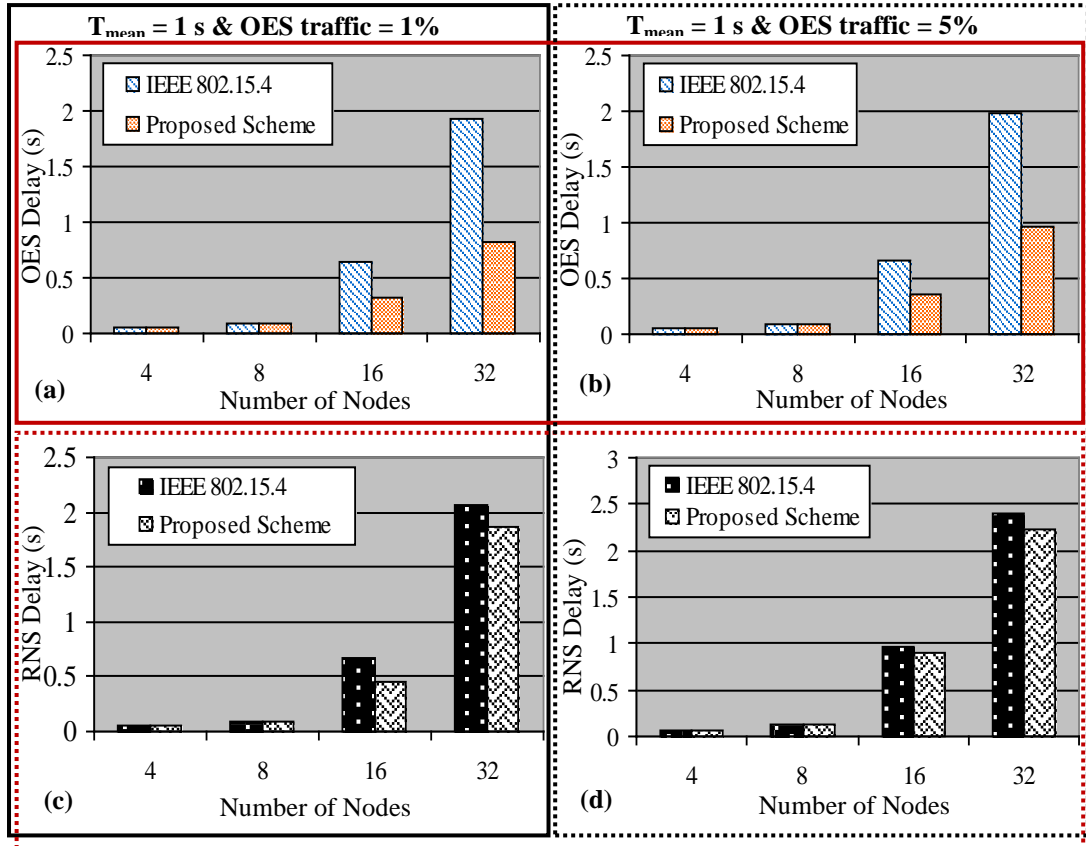 T_mean = 1 s & OES traffic = 1%
2.5
2
1.5
1
0.5
0
OES Delay (s)
IEEE 802.15.4
Proposed Scheme
4 8 16 32
(a)
Number of Nodes
T_mean = 1 s & OES traffic = 5%
2.5
2
1.5
1
0.5
0
OES Delay (s)
IEEE 802.15.4
Proposed Scheme
4 8 16 32
(b)
Number of Nodes
2.5
2
1.5
1
0.5
0
RNS Delay (s)
IEEE 802.15.4
Proposed Scheme
4 8 16 32
(c)
Number of Nodes
3
2.5
2
1.5
1
0.5
0
RNS Delay (s)
IEEE 802.15.4
Proposed Scheme
4 8 16 32
(d)
Number of Nodes